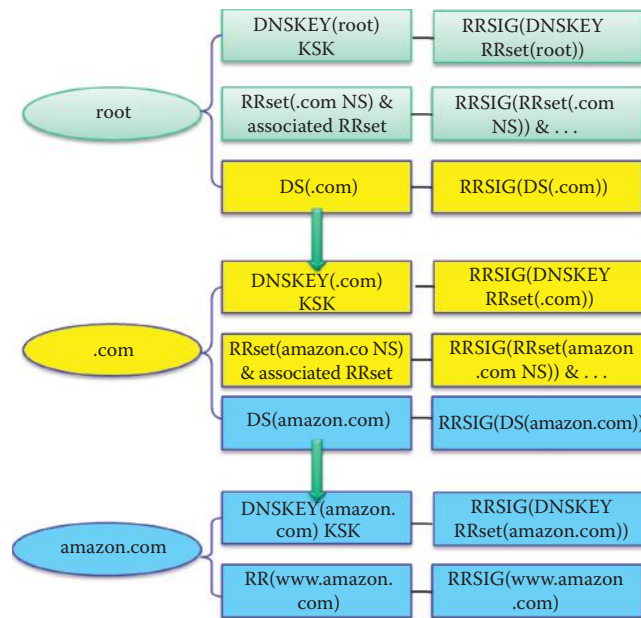 DNSKEY(root)
KSK
RRSIG(DNSKEY
RRset(root))
root
RRset(.com NS) &
associated RRset
RRSIG(RRset(.com
NS)) & . . .
DS(.com)
RRSIG(DS(.com))
DNSKEY(.com)
KSK
RRSIG(DNSKEY
RRset(.com))
.com
RRset(amazon.co NS)
& associated RRset
RRSIG(RRset(amazon
.com NS)) & . . .
DS(amazon.com)
RRSIG(DS(amazon.com))
DNSKEY(amazon.
com) KSK
RRSIG(DNSKEY
RRset(amazon.com))
amazon.com
RR(www.amazon.
com)
RRSIG(www.amazon
.com)